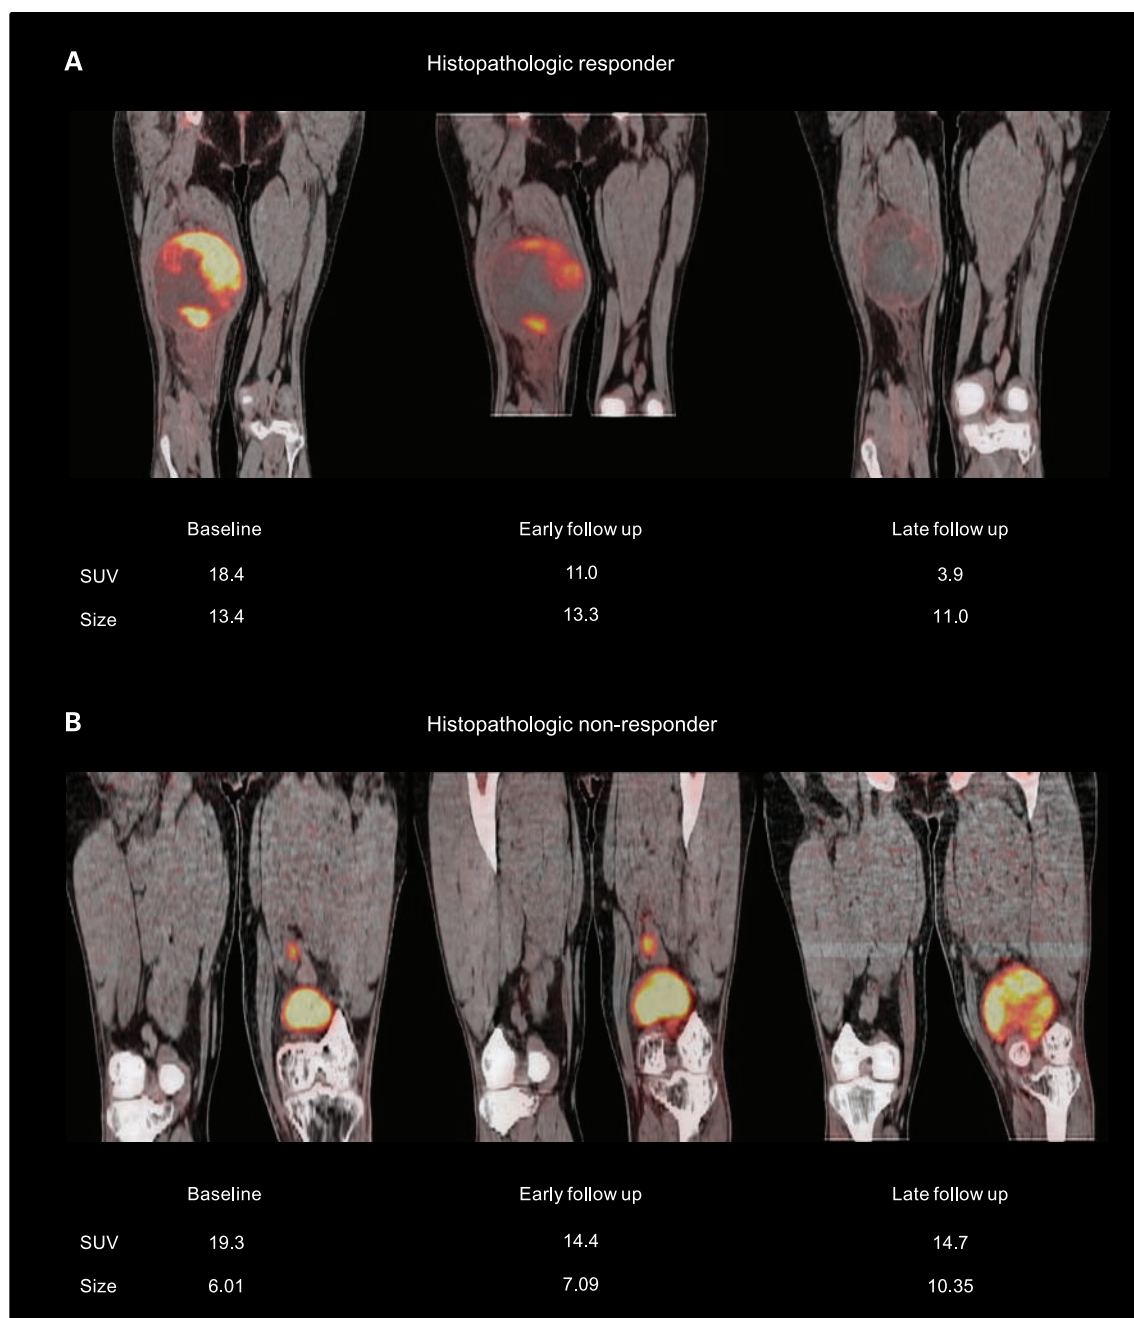 A
Histopathologic responder
Baseline Early follow up Late follow up
SUV 18.4 11.0 3.9
Size 13.4 13.3 11.0
B
Histopathologic non-responder
Baseline Early follow up Late follow up
SUV 19.3 14.4 14.7
Size 6.01 7.09 10.35